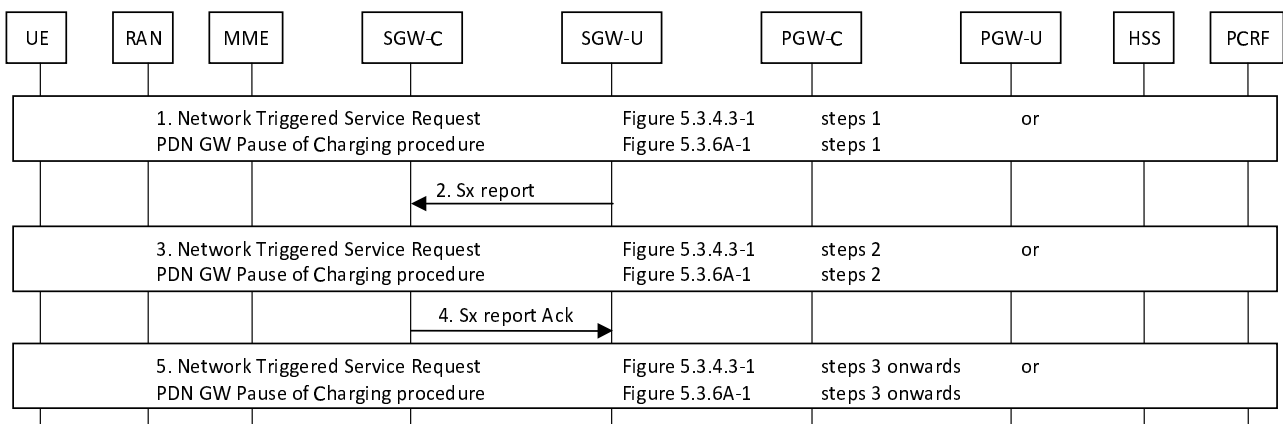 UE RAN MME SGW-C SGW-U PGW-C PGW-U HSS PCRF
1. Network Triggered Service Request Figure 5.3.4.3-1 steps 1 or
PDN GW Pause of Charging procedure Figure 5.3.6A-1 steps 1
2. Sx report
3. Network Triggered Service Request Figure 5.3.4.3-1 steps 2 or
PDN GW Pause of Charging procedure Figure 5.3.6A-1 steps 2
4. Sx report Ack
5. Network Triggered Service Request Figure 5.3.4.3-1 steps 3 onwards or
PDN GW Pause of Charging procedure Figure 5.3.6A-1 steps 3 onwards